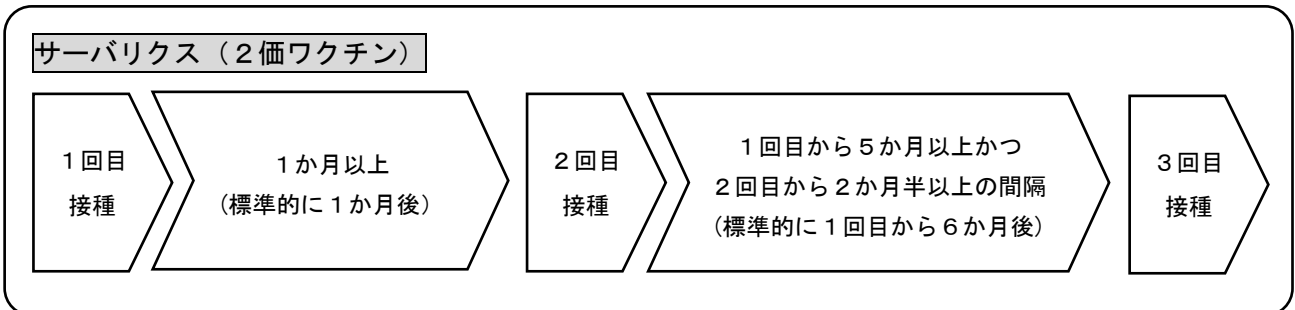 サーバリクス（２価ワクチン）
１回目
接種
１か月以上
（標準的に１か月後）
２回目
接種
１回目から５か月以上かつ
２回目から２か月半以上の間隔
（標準的に１回目から６か月後）
３回目
接種